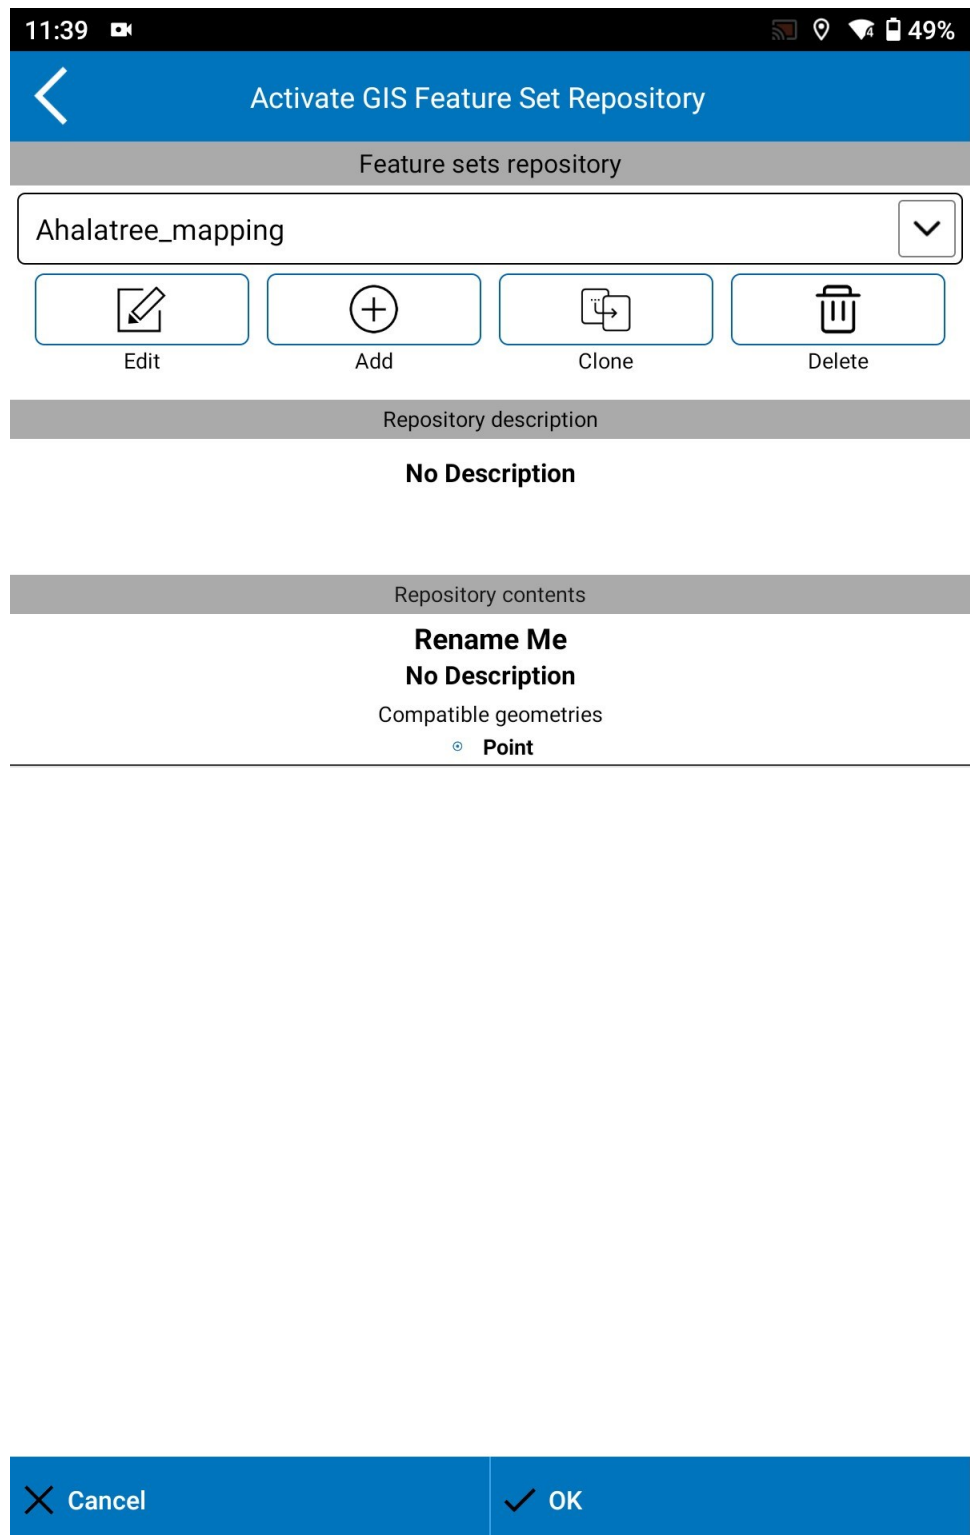 11:39 49%
Activate GIS Feature Set Repository
Feature sets repository
Ahalatree_mapping
Edit Add Clone Delete
Repository description
No Description
Repository contents
Rename Me
No Description
Compatible geometries
Point
Cancel OK